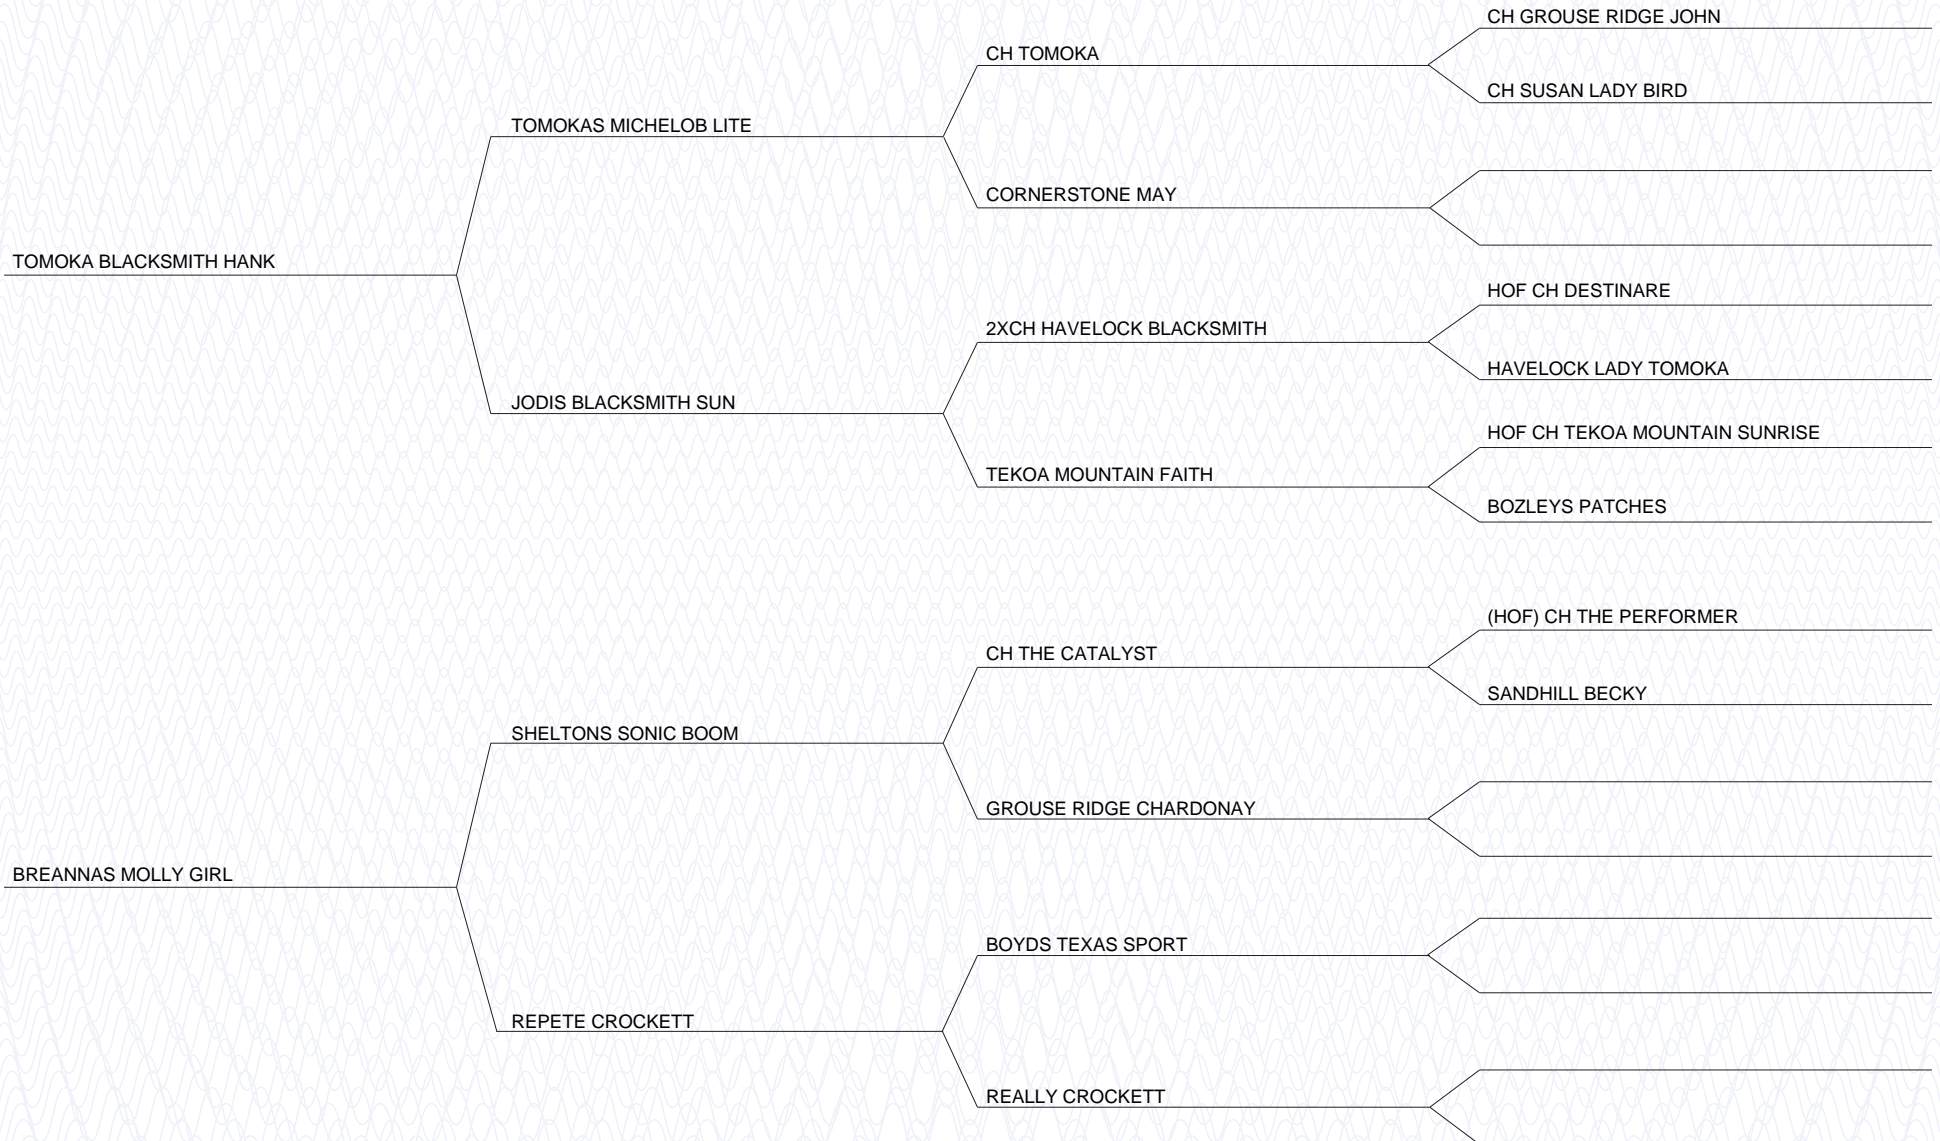 CH GROUSE RIDGE JOHN
CH TOMOKA
CH SUSAN LADY BIRD
TOMOKAS MICHELOB LITE
CORNERSTONE MAY
TOMOKA BLACKSMITH HANK
HOF CH DESTINARE
2XCH HAVELOCK BLACKSMITH
HAVELOCK LADY TOMOKA
JODIS BLACKSMITH SUN
HOF CH TEKOA MOUNTAIN SUNRISE
TEKOA MOUNTAIN FAITH
BOZLEYS PATCHES
(HOF) CH THE PERFORMER
CH THE CATALYST
SANDHILL BECKY
SHELTONS SONIC BOOM
GROUSE RIDGE CHARDONAY
BREANNAS MOLLY GIRL
BOYDS TEXAS SPORT
REPETE CROCKETT
REALLY CROCKETT